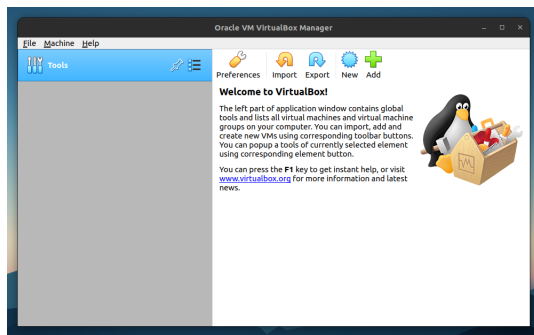 Oracle VM VirtualBox Manager
File Machine Help
Tools
Preferences Import Export New Add
Welcome to VirtualBox!
The left part of application window contains global
tools and lists all virtual machines and virtual machine
groups on your computer. You can import, add and
create new VMs using corresponding toolbar buttons.
You can popup a tools of currently selected element
using corresponding element button.
You can press the F1 key to get instant help, or visit
www.virtualbox.org for more information and latest
news.